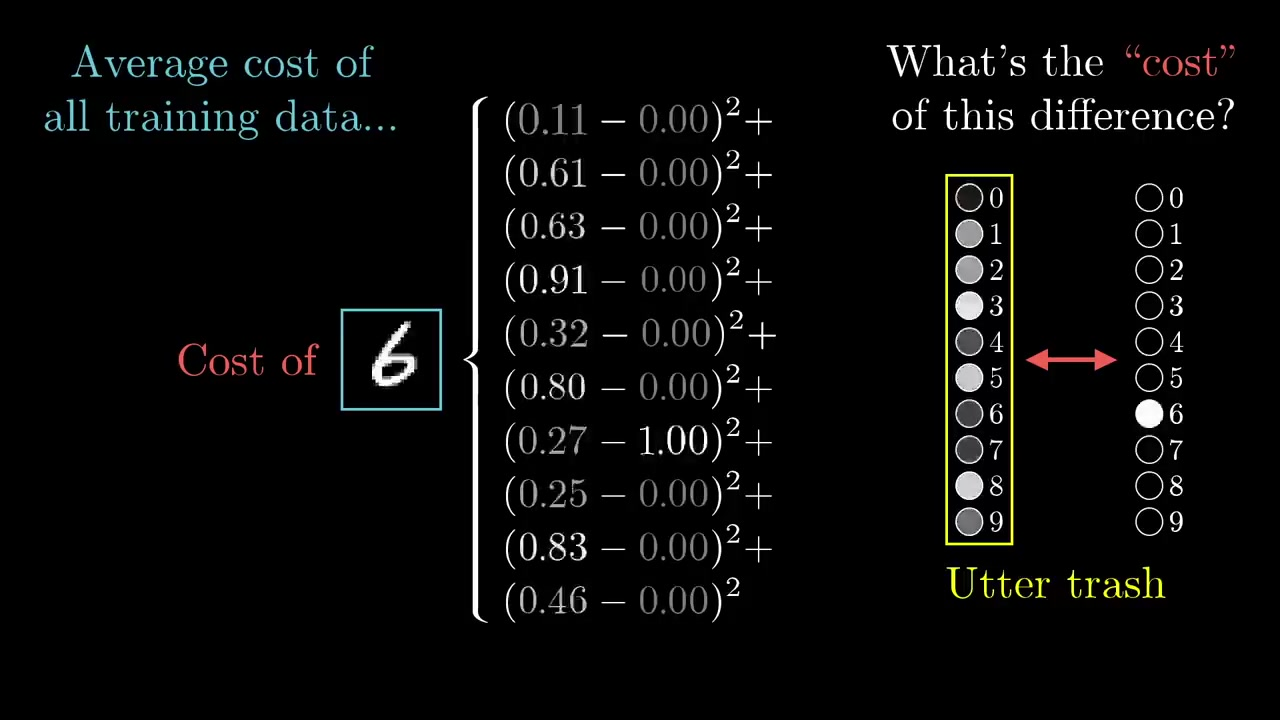 Average cost of
all training data...
What's the “cost”
of this difference?
Cost of
6
(0.11 − 0.00)²+
(0.61 − 0.00)²+
(0.63 − 0.00)²+
(0.91 − 0.00)²+
(0.32 − 0.00)²+
(0.80 − 0.00)²+
(0.27 − 1.00)²+
(0.25 − 0.00)²+
(0.83 − 0.00)²+
(0.46 − 0.00)²
0
1
2
3
4
5
6
7
8
9
0
1
2
3
4
5
6
7
8
9
Utter trash